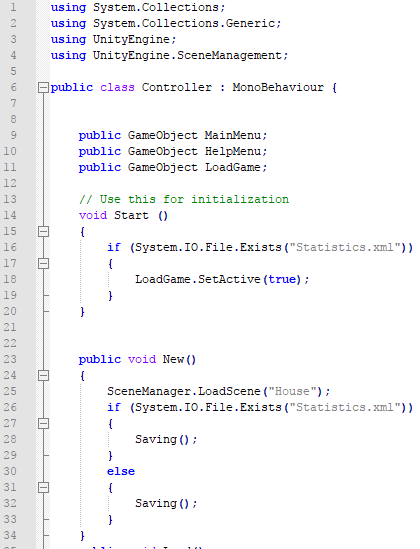 1 using System.Collections;
2 using System.Collections.Generic;
3 using UnityEngine;
4 using UnityEngine.SceneManagement;
5
6 public class Controller : MonoBehaviour {
7
8
9 public GameObject MainMenu;
10 public GameObject HelpMenu;
11 public GameObject LoadGame;
12
13 // Use this for initialization
14 void Start ()
15 {
16 if (System.IO.File.Exists("Statistics.xml"))
17 {
18 LoadGame.SetActive(true);
19 }
20 }
21
22
23 public void New()
24 {
25 SceneManager.LoadScene("House");
26 if (System.IO.File.Exists("Statistics.xml"))
27 {
28 Saving();
29 }
30 else
31 {
32 Saving();
33 }
34 }